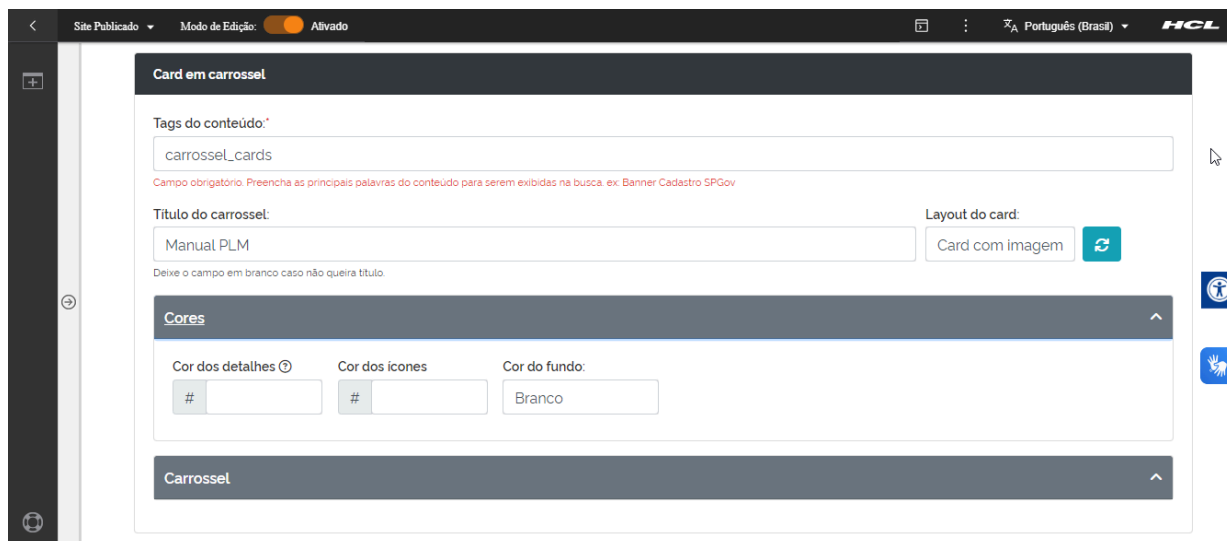 Site Publicado
Modo de Edição:
Ativado
Português (Brasil)
HCL
Card em carrossel
Tags do conteúdo:*
carrossel_cards
Campo obrigatório. Preencha as principais palavras do conteúdo para serem exibidas na busca. ex: Banner Cadastro SPGov
Título do carrossel:
Layout do card:
Manual PLM
Card com imagem
Deixe o campo em branco caso não queira título.
Cores
Cor dos detalhes
Cor dos ícones
Cor do fundo:
#
#
Branco
Carrossel